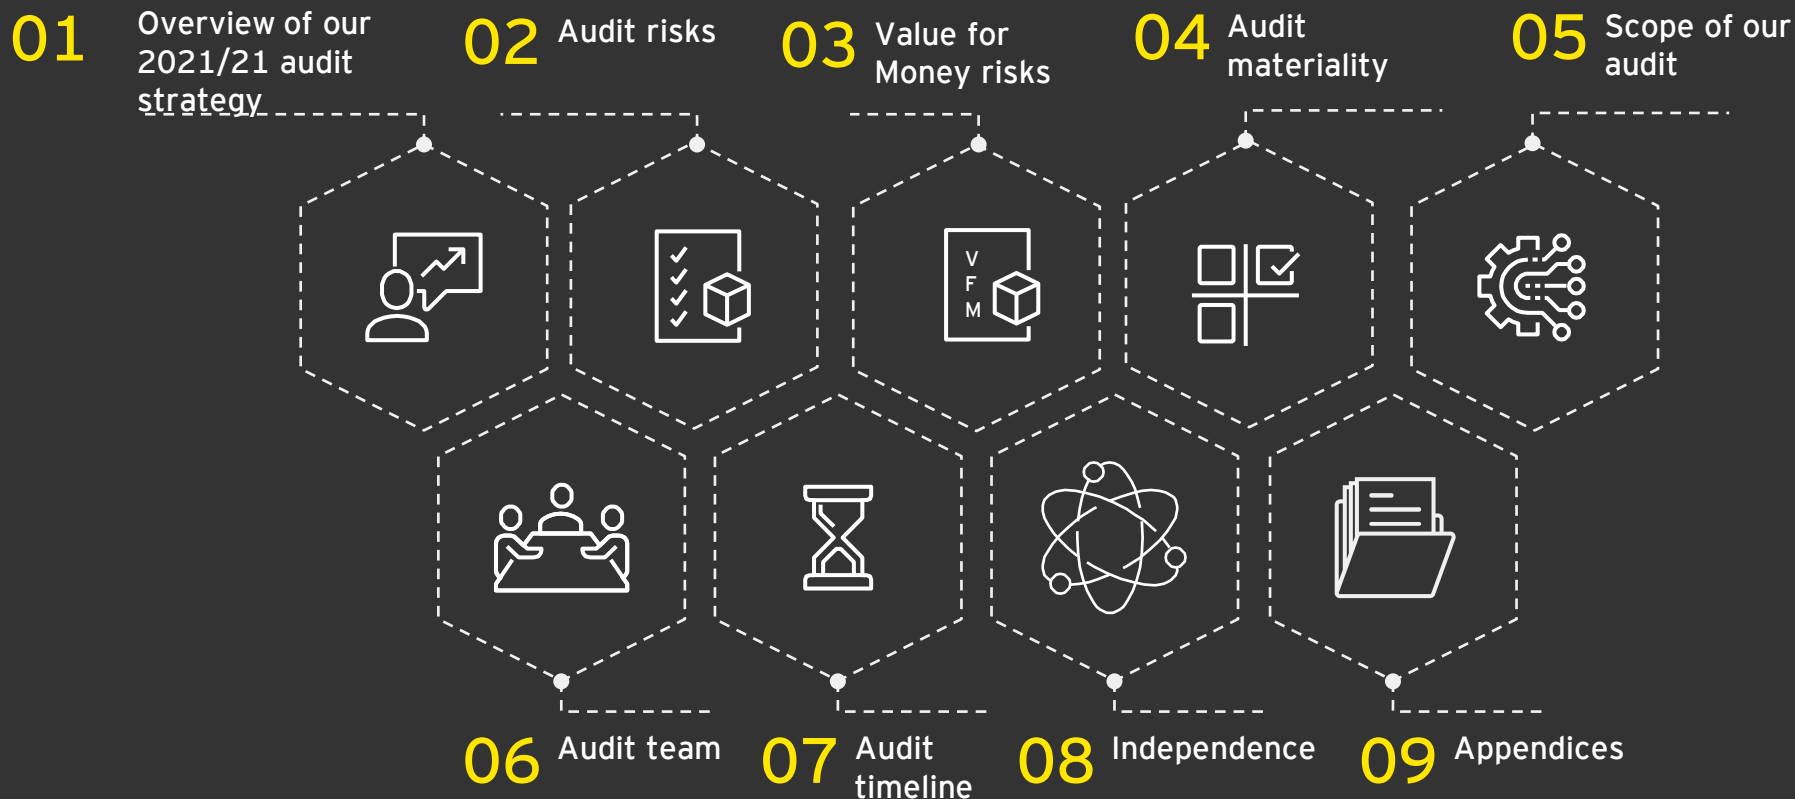 01
Overview of our
2021/21 audit
strategy
02
Audit risks
03
Value for
Money risks
04
Audit
materiality
05
Scope of our
audit
V
F
M
06
Audit team
07
Audit
timeline
08
Independence
09
Appendices